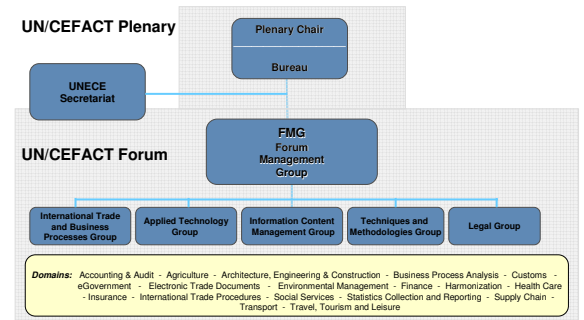 UN/CEFACT Plenary
Plenary Chair
Bureau
UNECE
Secretariat
UN/CEFACT Forum
FMG
Forum
Management
Group
International Trade
and Business
Processes Group
Applied Technology
Group
Information Content
Management Group
Techniques and
Methodologies Group
Legal Group
Domains: Accounting & Audit - Agriculture - Architecture, Engineering & Construction - Business Process Analysis - Customs -
eGovernment - Electronic Trade Documents - Environmental Management - Finance - Harmonization - Health Care
- Insurance - International Trade Procedures - Social Services - Statistics Collection and Reporting - Supply Chain -
Transport - Travel, Tourism and Leisure